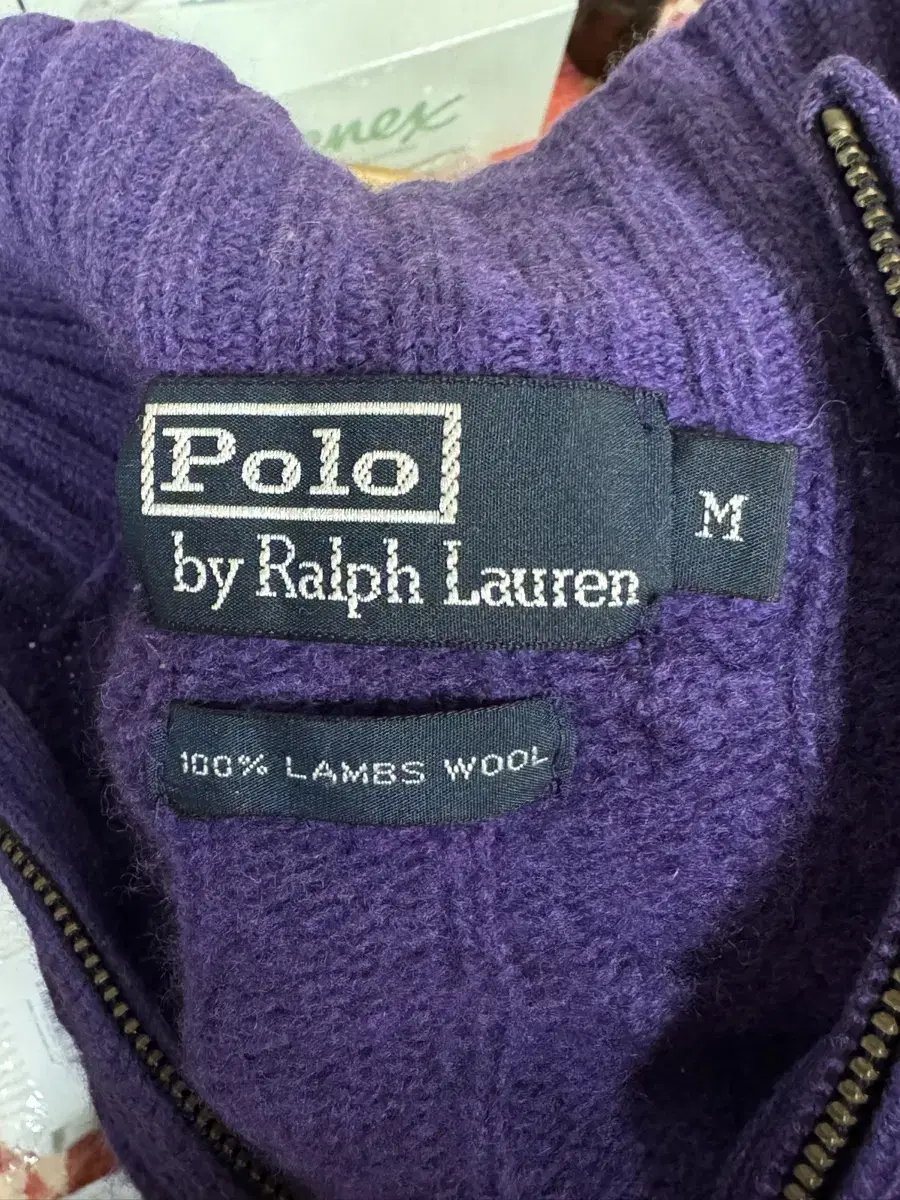 Polo
by Ralph Lauren
M
100% LAMBS WOOL